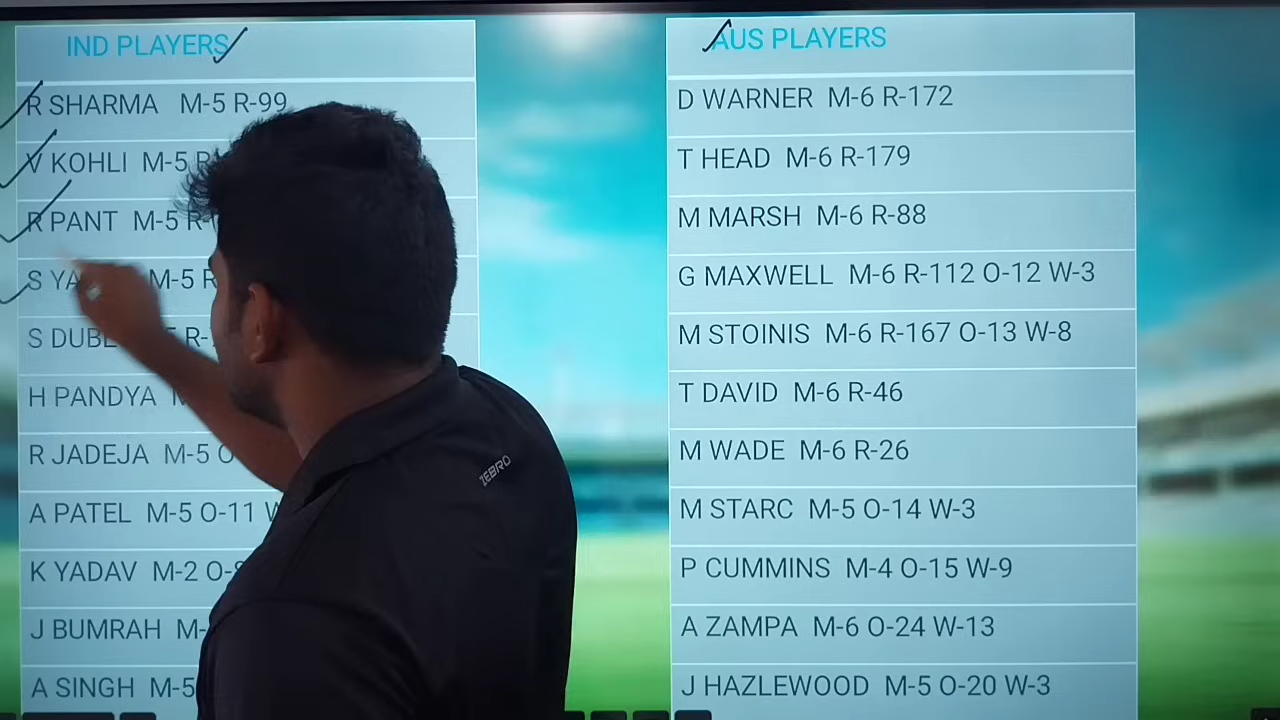 IND PLAYERS
R SHARMA M-5 R-99
V KOHLI M-5
R PANT M-5
S M-5
S
H PANDYA
R JADEJA M-5
A PATEL M-5 O-11
K YADAV M-2
J BUMRAH
A SINGH M-5
ZEBRO
AUS PLAYERS
D WARNER M-6 R-172
T HEAD M-6 R-179
M MARSH M-6 R-88
G MAXWELL M-6 R-112 O-12 W-3
M STOINIS M-6 R-167 O-13 W-8
T DAVID M-6 R-46
M WADE M-6 R-26
M STARC M-5 O-14 W-3
P CUMMINS M-4 O-15 W-9
A ZAMPA M-6 O-24 W-13
J HAZLEWOOD M-5 O-20 W-3